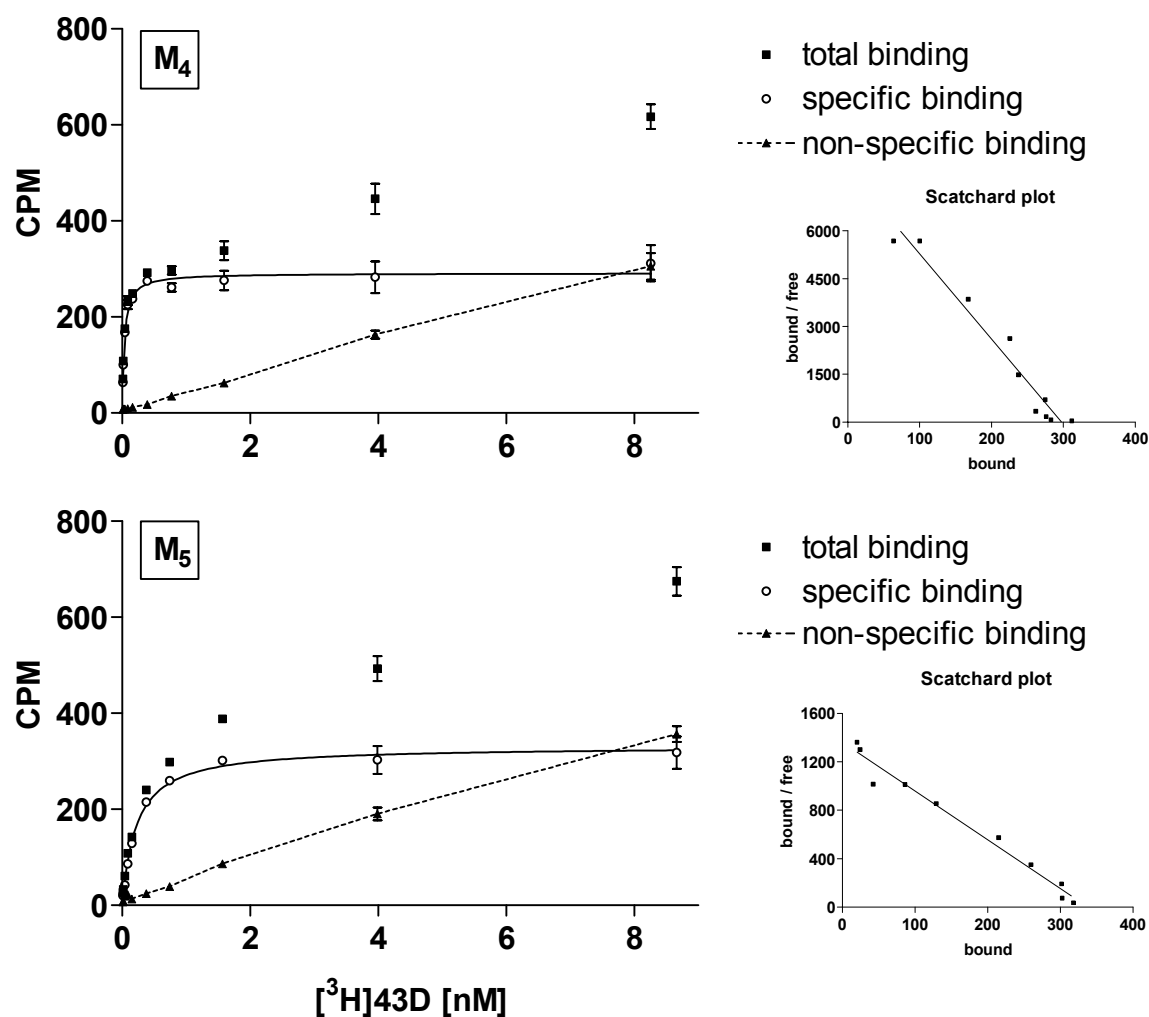 M₄
800
600
400
200
0
CPM
0 2 4 6 8
total binding
specific binding
non-specific binding
Scatchard plot
6000
4500
3000
1500
0
bound / free
0 100 200 300 400
bound
M₅
800
600
400
200
0
CPM
0 2 4 6 8
[³H]43D [nM]
total binding
specific binding
non-specific binding
Scatchard plot
1600
1200
800
400
0
bound / free
0 100 200 300 400
bound